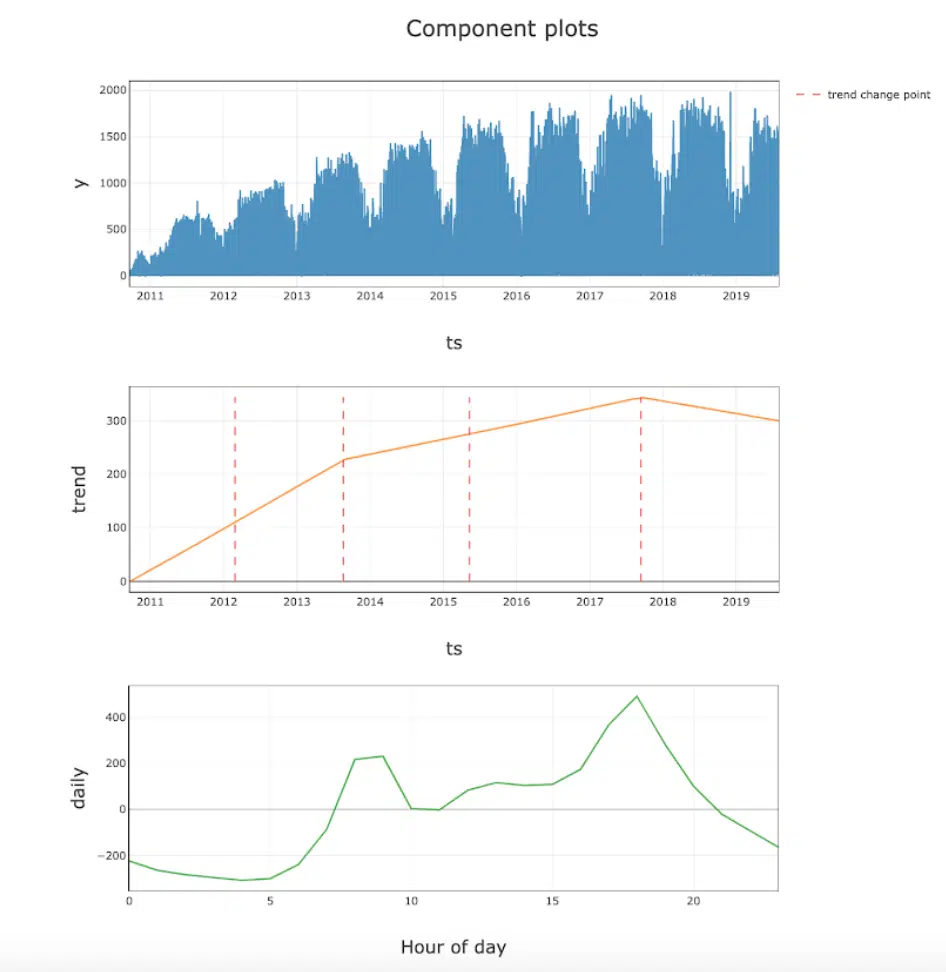 Component plots
2000
1500
1000
500
0
y
2011 2012 2013 2014 2015 2016 2017 2018 2019
ts
trend change point
300
200
100
0
trend
2011 2012 2013 2014 2015 2016 2017 2018 2019
ts
400
200
0
−200
daily
0 5 10 15 20
Hour of day